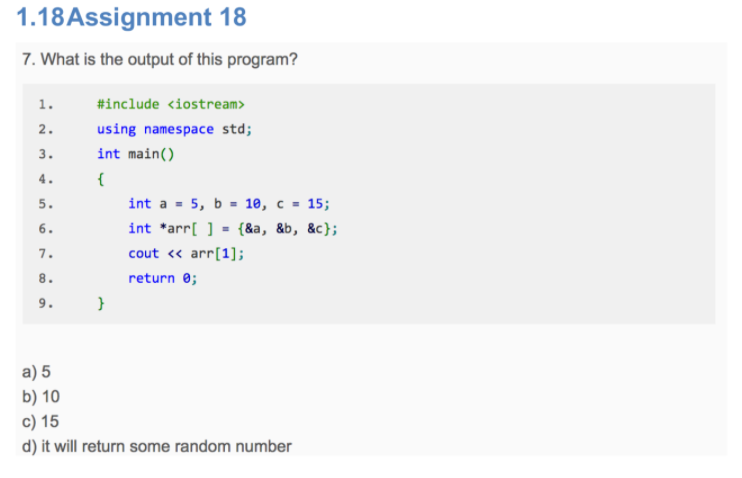 1.18Assignment 18
7. What is the output of this program?
1. #include <iostream>
2. using namespace std;
3. int main()
4. {
5. int a = 5, b = 10, c = 15;
6. int *arr[ ] = {&a, &b, &c};
7. cout << arr[1];
8. return 0;
9. }
a) 5
b) 10
c) 15
d) it will return some random number